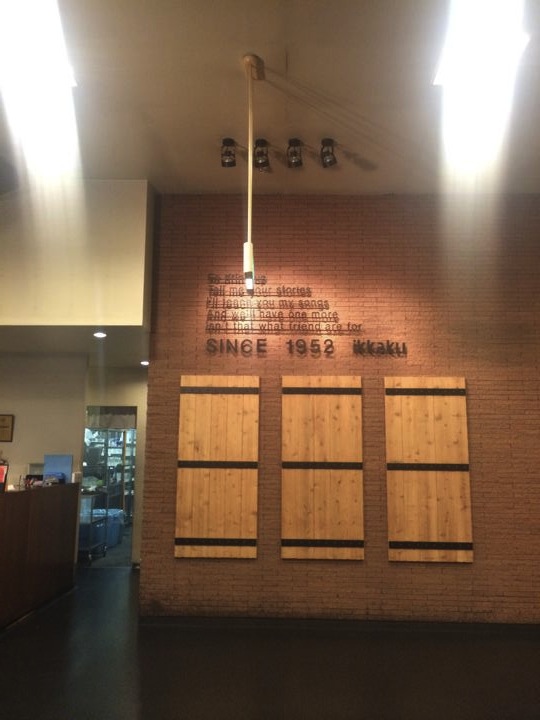 Tell me your stories
I'll teach you my songs
And we'll have one more
Isn't that what friend are for
SINCE 1952 ikkaku